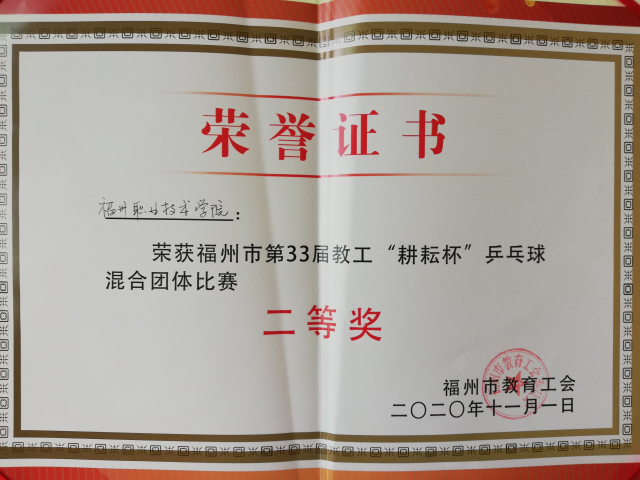 荣誉证书
福州职业技术学院：
荣获福州市第33届教工“耕耘杯”乒乓球
混合团体比赛
二等奖
福州市教育工会
二〇二〇年十一月一日